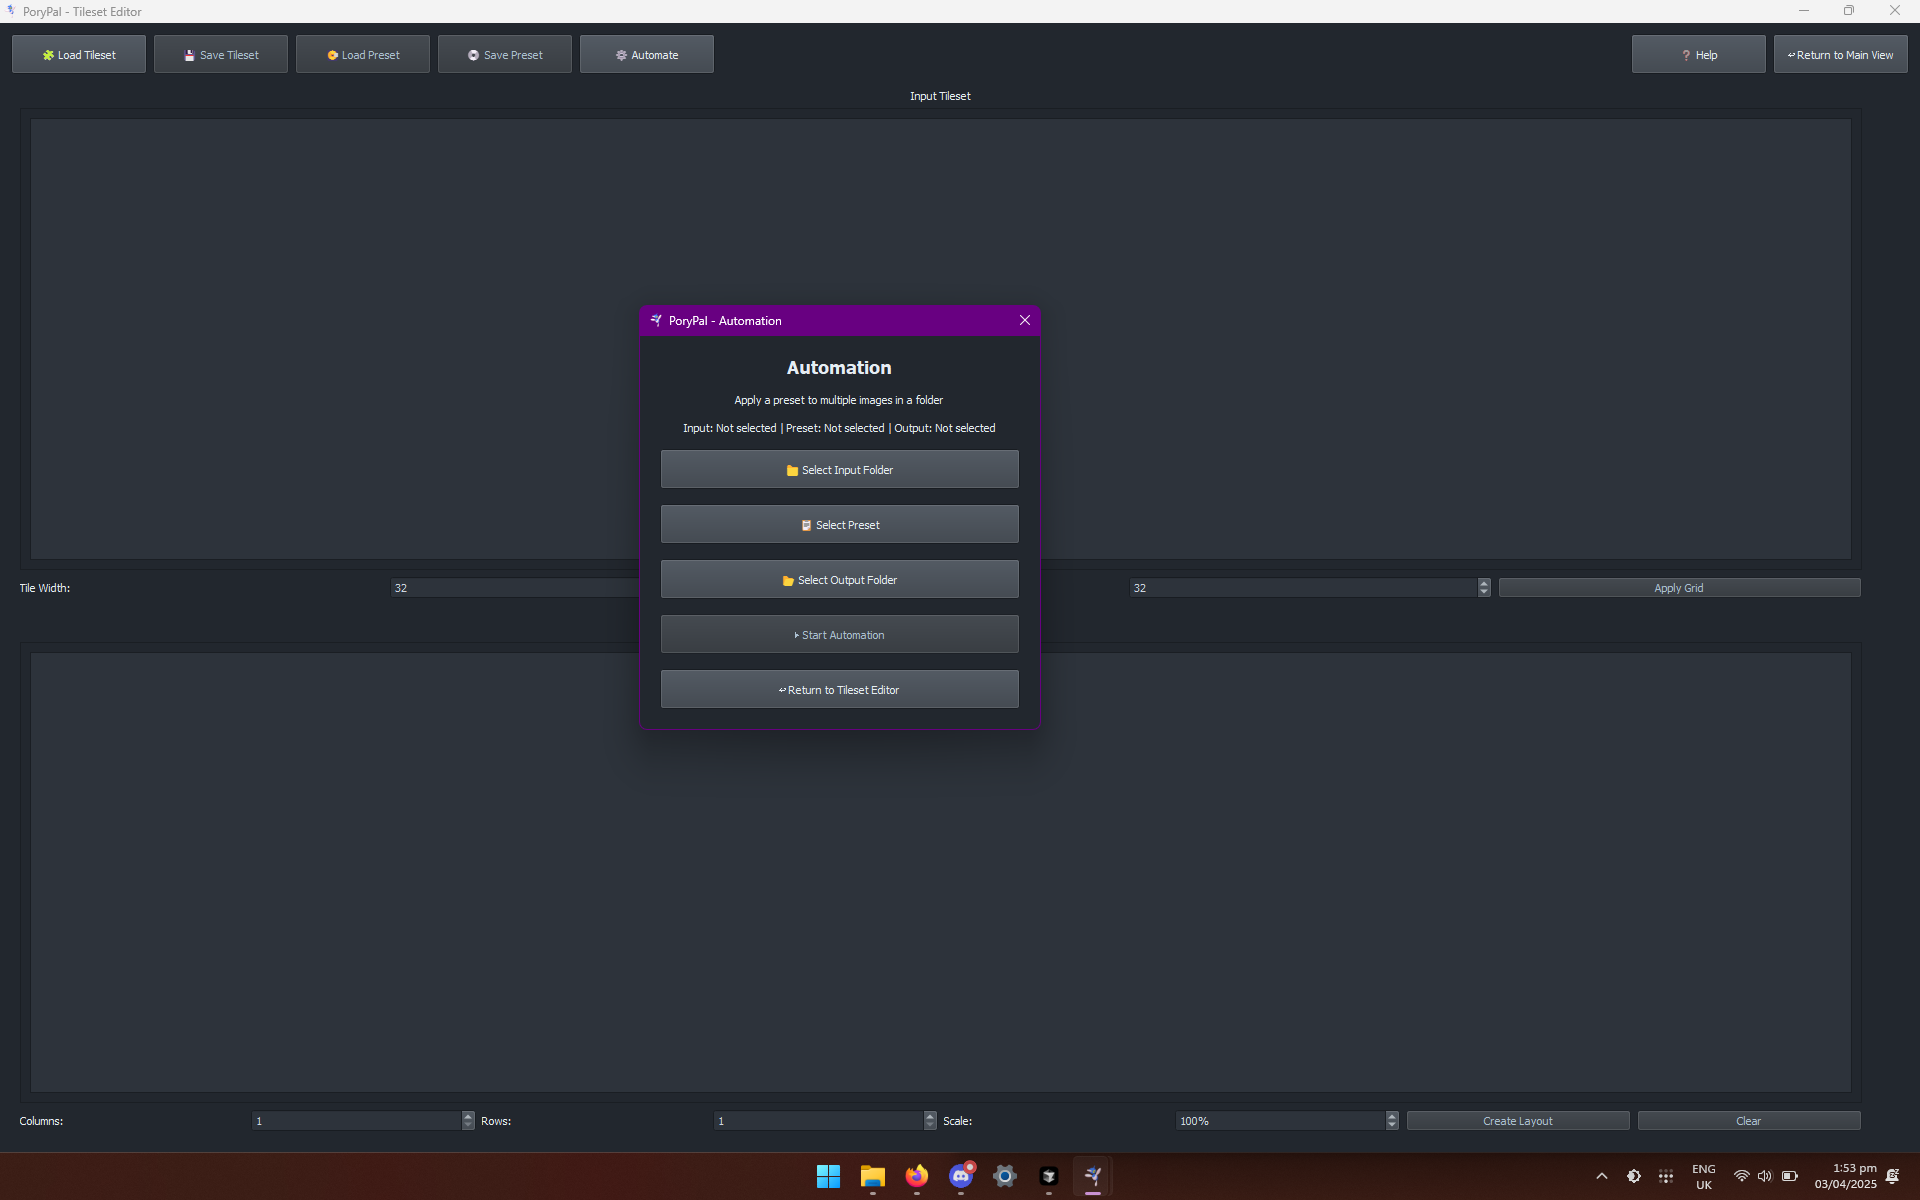 PoryPal - Tileset Editor
Load Tileset
Save Tileset
Load Preset
Save Preset
Automate
Help
Return to Main View
Input Tileset
PoryPal - Automation
Automation
Apply a preset to multiple images in a folder
Input: Not selected | Preset: Not selected | Output: Not selected
Select Input Folder
Select Preset
Select Output Folder
Start Automation
Return to Tileset Editor
Tile Width:
32
32
Apply Grid
Columns:
1
Rows:
1
Scale:
100%
Create Layout
Clear
ENG
UK
1:53 pm
03/04/2025